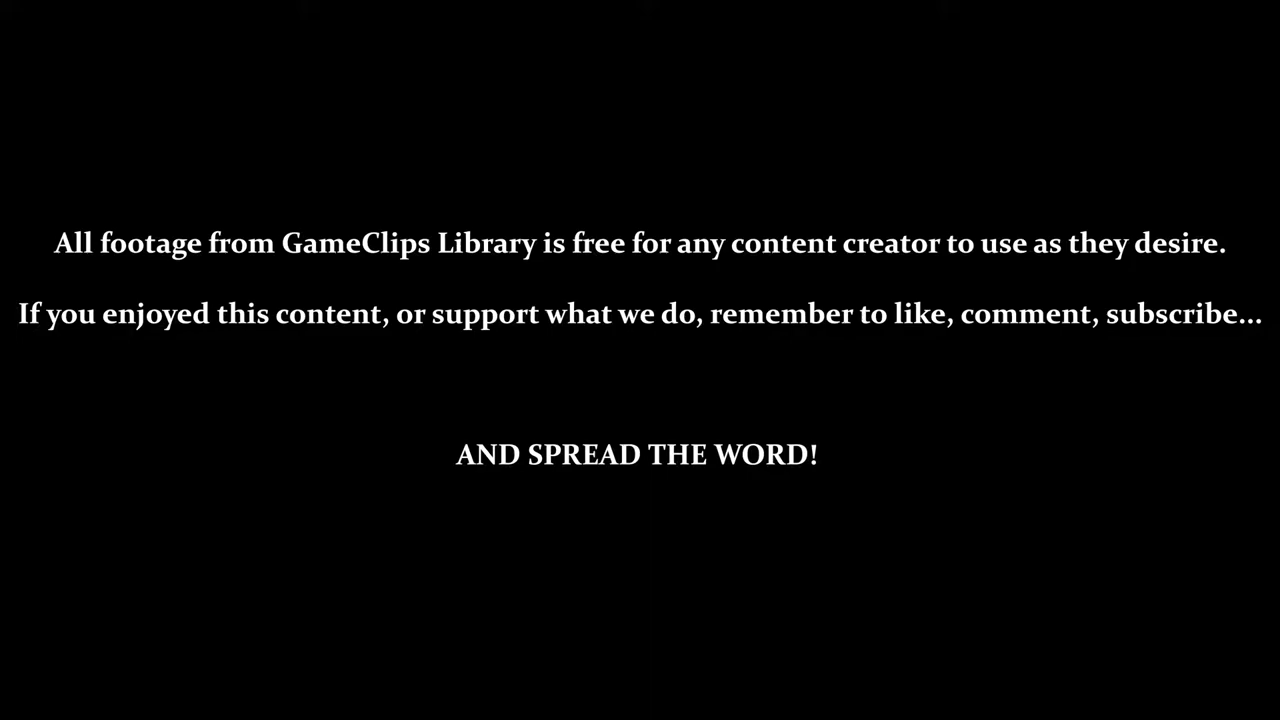 All footage from GameClips Library is free for any content creator to use as they desire.
If you enjoyed this content, or support what we do, remember to like, comment, subscribe...
AND SPREAD THE WORD!